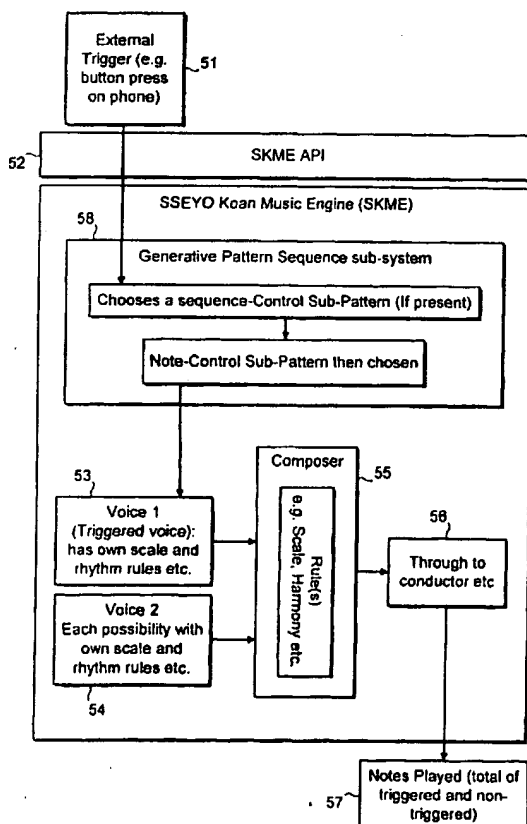 External
Trigger (e.g.
button press
on phone)
51
52
SKME API
SSEYO Koan Music Engine (SKME)
58
Generative Pattern Sequence sub-system
Chooses a sequence-Control Sub-Pattern (If present)
Note-Control Sub-Pattern then chosen
53
Voice 1
(Triggered voice):
has own scale and
rhythm rules etc.
Composer
55
Rule(s)
e.g. Scale, Harmony etc.
56
Through to
conductor etc
Voice 2
Each possibility with
own scale and
rhythm rules etc.
54
Notes Played (total of
triggered and non-
triggered)
57